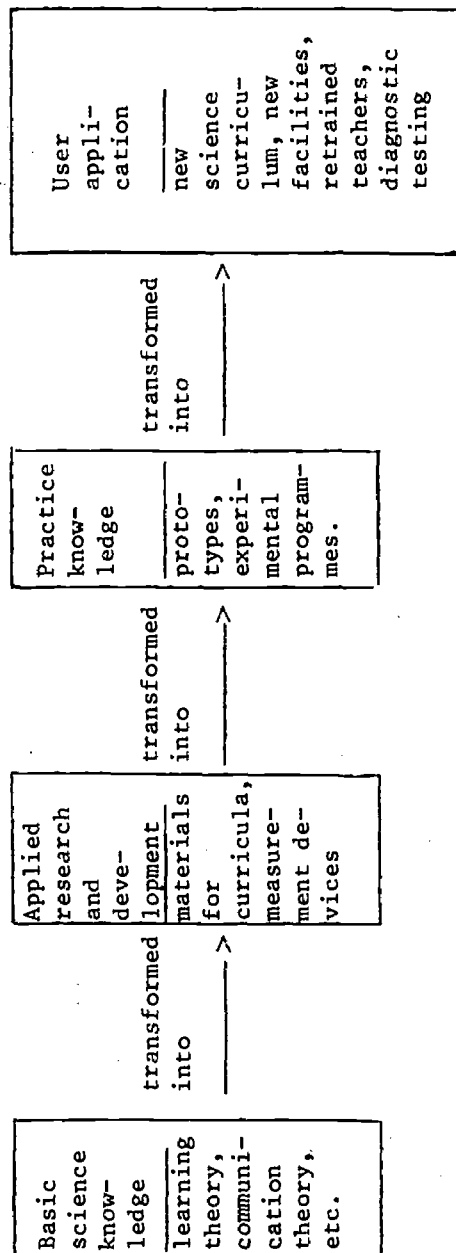 Basic
science
know-
ledge
learning
theory,
communi-
cation
theory,
etc.
transformed
into
Applied
research
and
deve-
lopment
materials
for
curricula,
measure-
ment de-
vices
transformed
into
Practice
know-
ledge
proto-
types,
experi-
mental
program-
mes.
transformed
into
User
appli-
cation
new
science
curricu-
lum, new
facilities,
retrained
teachers,
diagnostic
testing